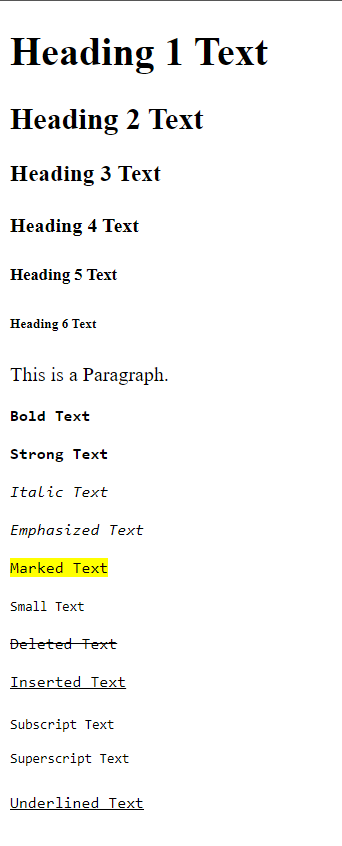 Heading 1 Text
Heading 2 Text
Heading 3 Text
Heading 4 Text
Heading 5 Text
Heading 6 Text
This is a Paragraph.
Bold Text
Strong Text
Italic Text
Emphasized Text
Marked Text
Small Text
Deleted Text
Inserted Text
Subscript Text
Superscript Text
Underlined Text